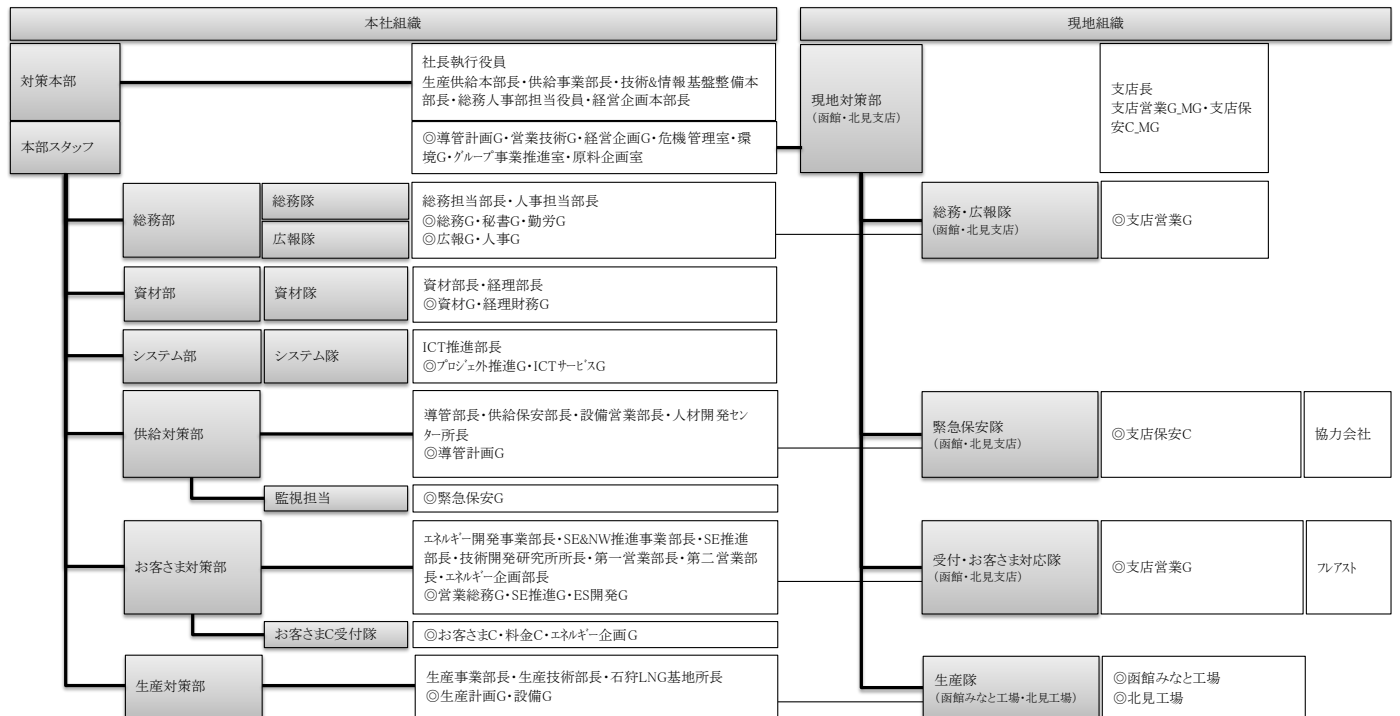 本社組織
現地組織
対策本部
社長執行役員
生産供給本部長・供給事業部長・技術&情報基盤整備本
部長・総務人事部担当役員・経営企画本部長
現地対策部
(函館・北見支店)
支店長
支店営業G_MG・支店保
安C_MG
本部スタッフ
◎導管計画G・営業技術G・経営企画G・危機管理室・環
境G・グループ事業推進室・原料企画室
総務部
総務隊
広報隊
総務担当部長・人事担当部長
◎総務G・秘書G・勤労G
◎広報G・人事G
総務・広報隊
(函館・北見支店)
◎支店営業G
資材部
資材隊
資材部長・経理部長
◎資材G・経理財務G
システム部
システム隊
ICT推進部長
◎プロジェ外推進G・ICTサービスG
供給対策部
導管部長・供給保安部長・設備営業部長・人材開発セン
ター所長
◎導管計画G
緊急保安隊
(函館・北見支店)
◎支店保安C
協力会社
監視担当
◎緊急保安G
お客さま対策部
エネルギー開発事業部長・SE&NW推進事業部長・SE推進
部長・技術開発研究所所長・第一営業部長・第二営業部
長・エネルギー企画部長
◎営業総務G・SE推進G・ES開発G
受付・お客さま対応隊
(函館・北見支店)
◎支店営業G
フレアスト
お客さまC受付隊
◎お客さまC・料金C・エネルギー企画G
生産対策部
生産事業部長・生産技術部長・石狩LNG基地所長
◎生産計画G・設備G
生産隊
(函館みなと工場・北見工場)
◎函館みなと工場
◎北見工場